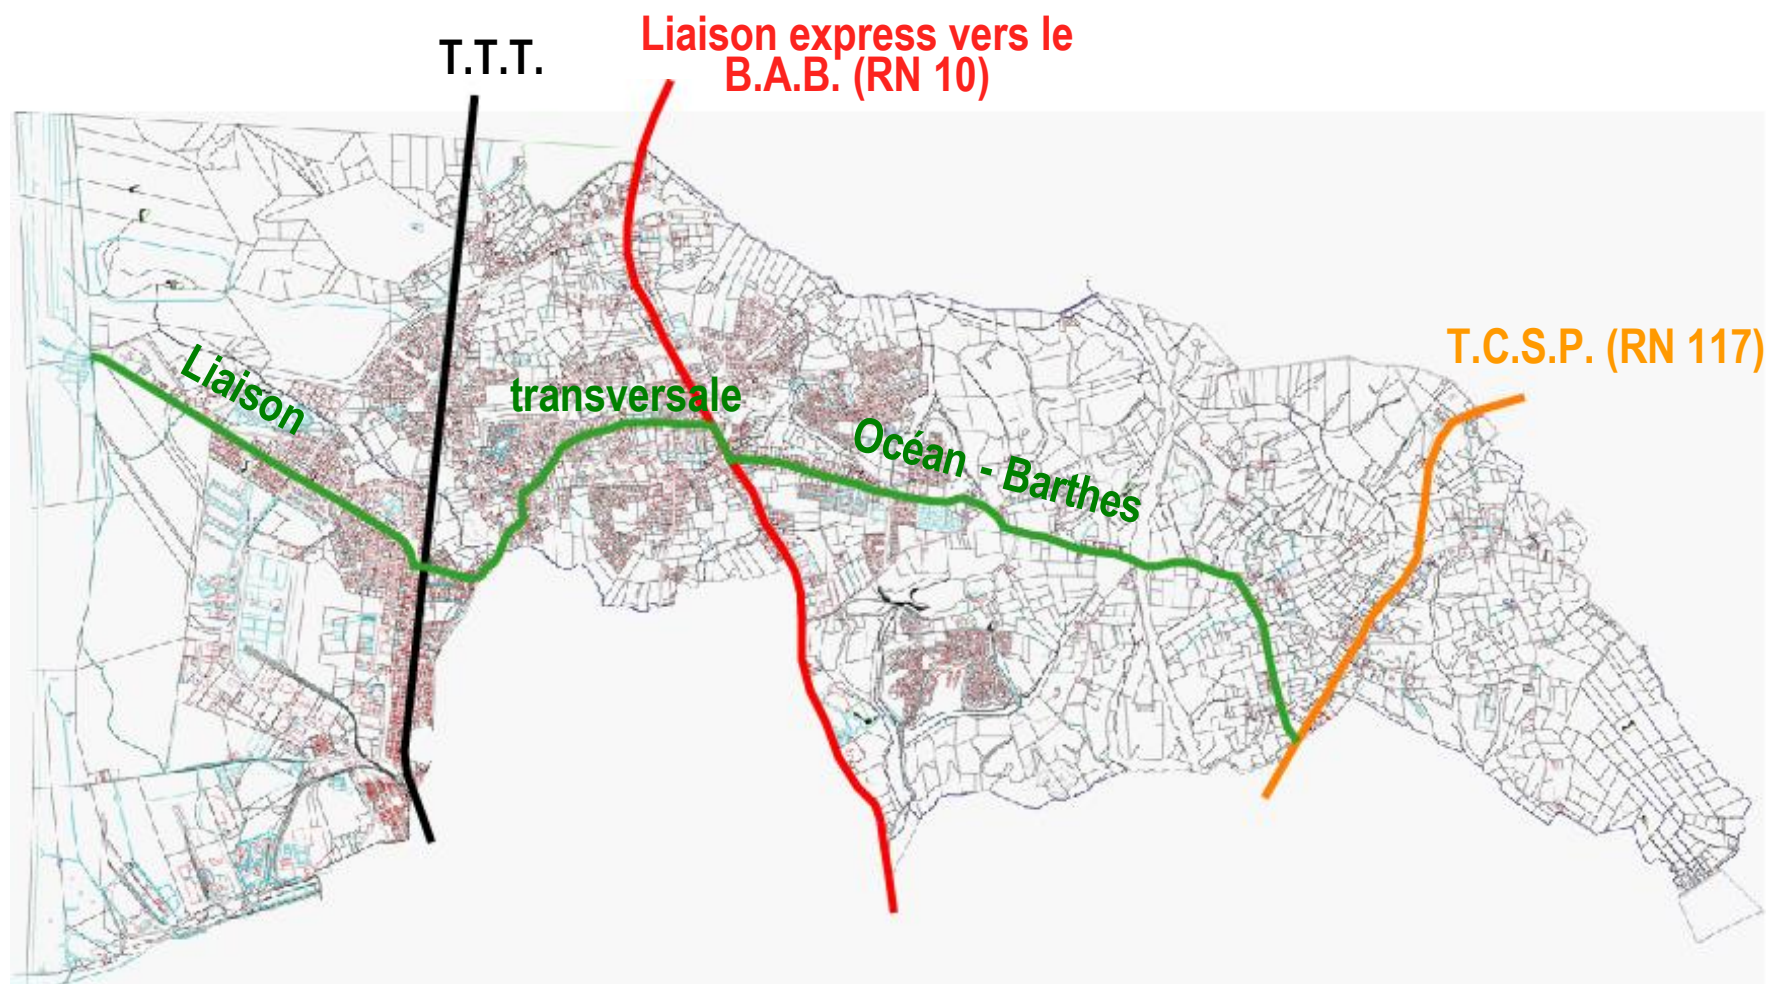 Liaison express vers le
B.A.B. (RN 10)
T.T.T.
T.C.S.P. (RN 117)
Liaison
transversale
Océan - Barthes